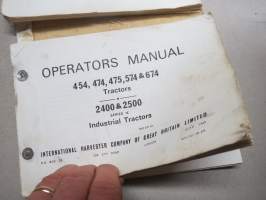 OPERATORS MANUAL
454, 474, 475, 574 & 674
Tractors
2400 & 2500
SERIES A
Industrial Tractors
INTERNATIONAL HARVESTER COMPANY OF GREAT BRITAIN LIMITED